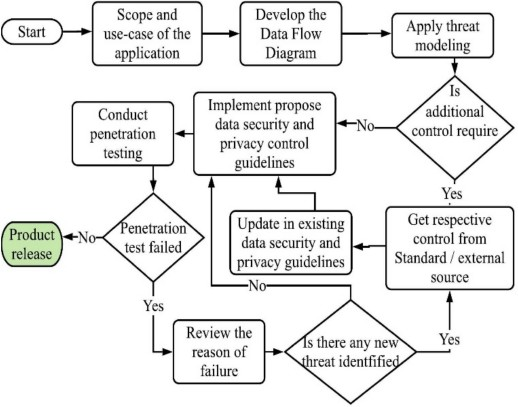 Start
Scope and
use-case of the
application
Develop the
Data Flow
Diagram
Apply threat
modeling
Is
additional
control require
No
Yes
Implement propose
data security and
privacy control
guidelines
Conduct
penetration
testing
Penetration
test failed
No
Product
release
Yes
Update in existing
data security and
privacy guidelines
Get respective
control from
Standard / external
source
No
Review the
reason of
failure
Is there any new
threat identfified
Yes